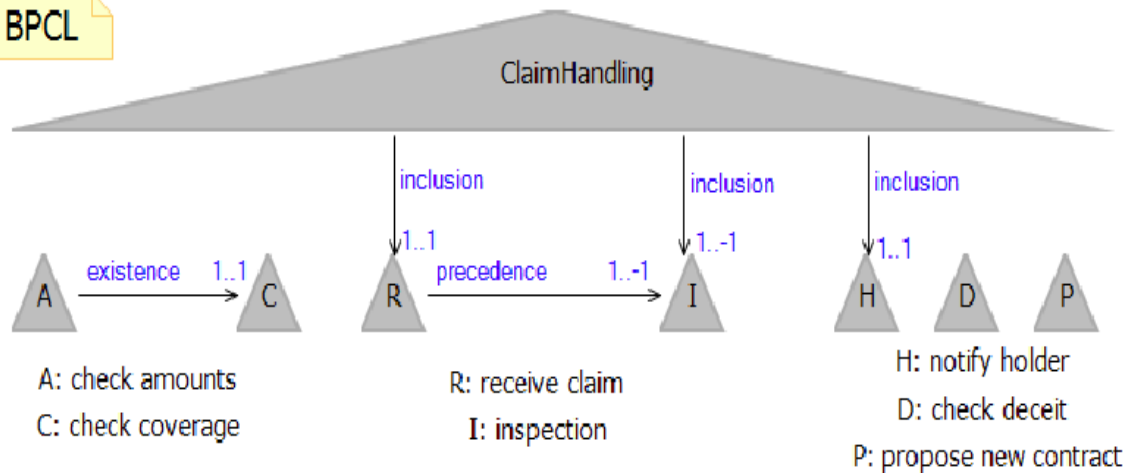 BPCL
ClaimHandling
inclusion
inclusion
inclusion
1..1
1..-1
1..1
existence
1..1
precedence
1..-1
A
C
R
I
H
D
P
A: check amounts
C: check coverage
R: receive claim
I: inspection
H: notify holder
D: check deceit
P: propose new contract